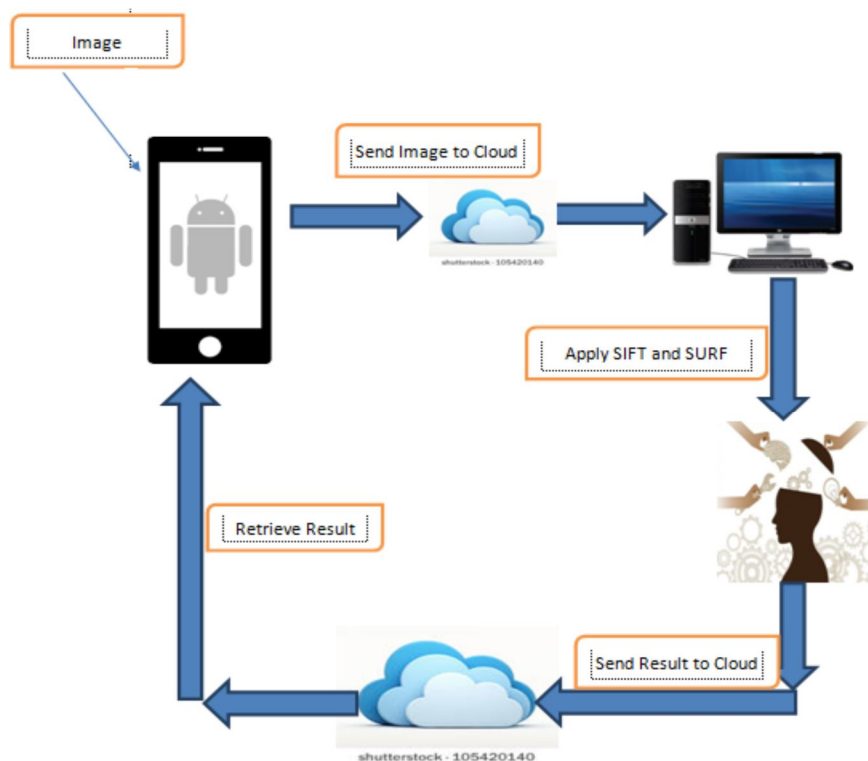 Image
Send Image to Cloud
shutterstock · 105420140
Apply SIFT and SURF
Retrieve Result
Send Result to Cloud
shutterstock · 105420140